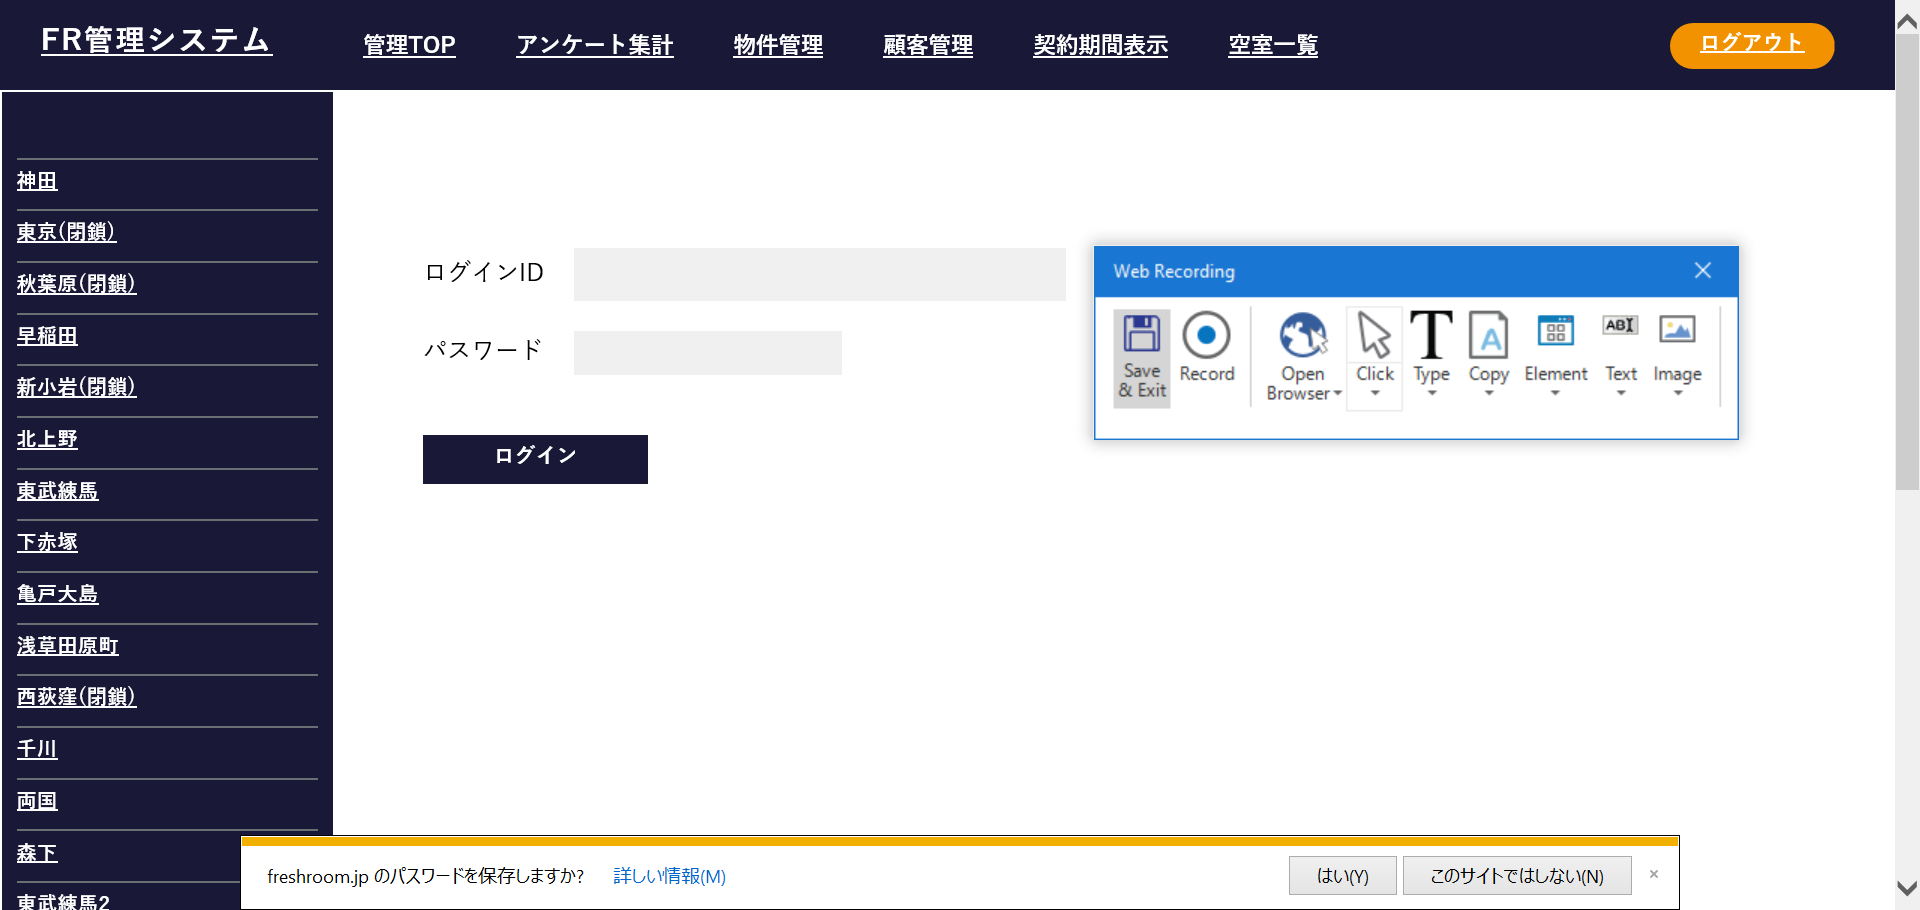 FR管理システム
管理TOP
アンケート集計
物件管理
顧客管理
契約期間表示
空室一覧
ログアウト
神田
東京(閉鎖)
秋葉原(閉鎖)
早稲田
新小岩(閉鎖)
北上野
東武練馬
下赤塚
亀戸大島
浅草田原町
西荻窪(閉鎖)
千川
両国
森下
東武練馬2
ログインID
パスワード
ログイン
Web Recording
Save & Exit
Record
Open Browser
Click
Type
Copy
Element
Text
Image
ABI
A
T
freshroom.jp のパスワードを保存しますか?
詳しい情報(M)
はい(Y)
このサイトではしない(N)